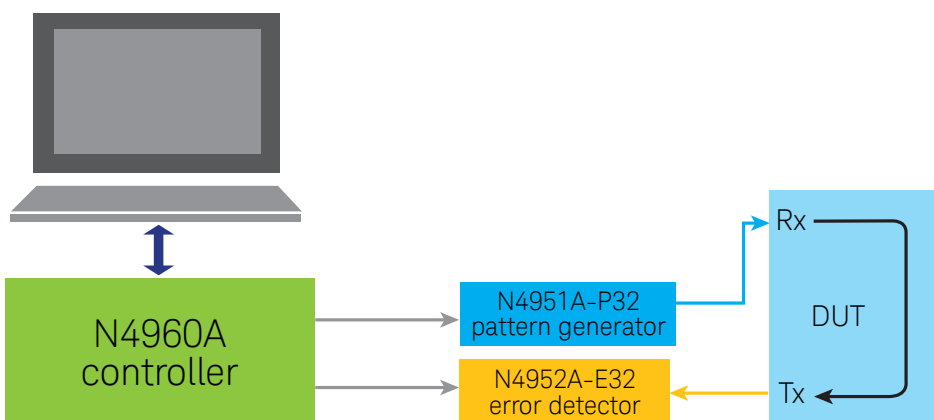 N4960A
controller
N4951A-P32
pattern generator
N4952A-E32
error detector
Rx
DUT
Tx